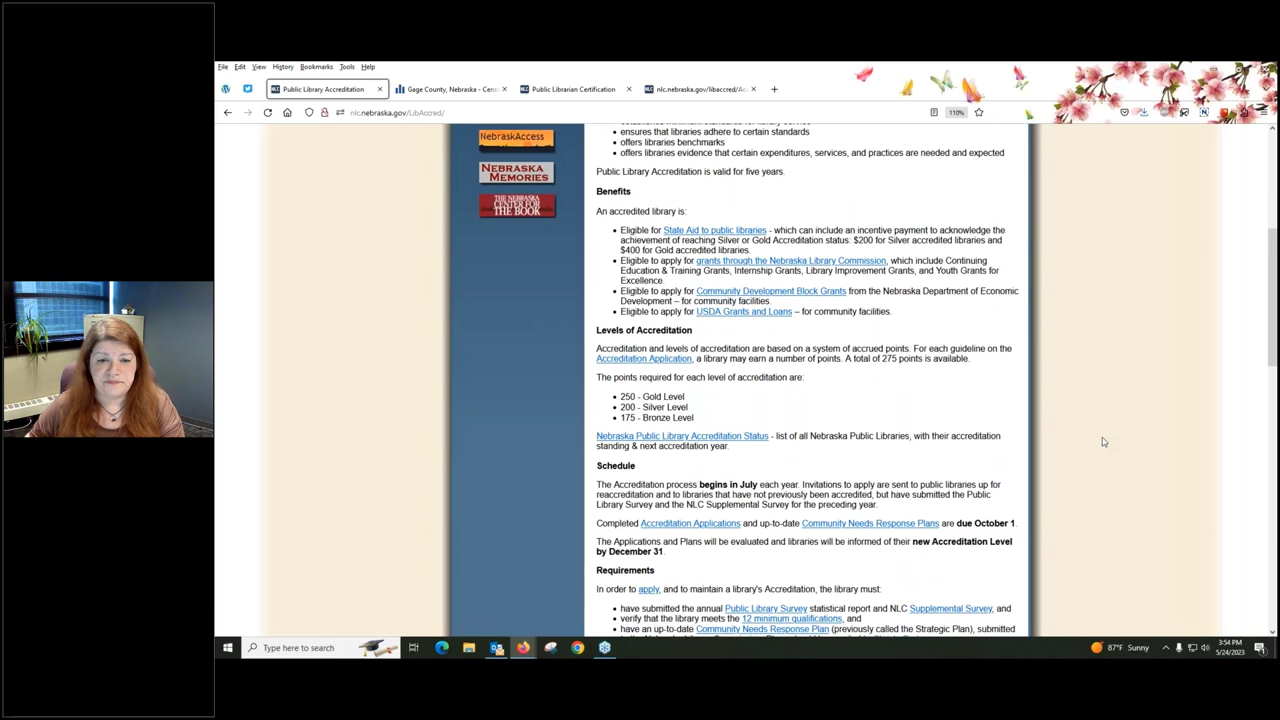 File Edit View History Bookmarks Tools Help
Public Library Accreditation × Gage County, Nebraska - Cens × Public Librarian Certification × nlc.nebraska.gov/libaccred/Ac × +
nlc.nebraska.gov/LibAccred/ 110%
NebraskAccess
NEBRASKA MEMORIES
THE NEBRASKA CENTER FOR THE BOOK
ensures that libraries adhere to certain standards
offers libraries benchmarks
offers libraries evidence that certain expenditures, services, and practices are needed and expected
Public Library Accreditation is valid for five years.
Benefits
An accredited library is:
Eligible for State Aid to public libraries - which can include an incentive payment to acknowledge the
achievement of reaching Silver or Gold Accreditation status: $200 for Silver accredited libraries and
$400 for Gold accredited libraries.
Eligible to apply for grants through the Nebraska Library Commission, which include Continuing
Education & Training Grants, Internship Grants, Library Improvement Grants, and Youth Grants for
Excellence.
Eligible to apply for Community Development Block Grants from the Nebraska Department of Economic
Development – for community facilities.
Eligible to apply for USDA Grants and Loans – for community facilities.
Levels of Accreditation
Accreditation and levels of accreditation are based on a system of accrued points. For each guideline on the
Accreditation Application, a library may earn a number of points. A total of 275 points is available.
The points required for each level of accreditation are:
250 - Gold Level
200 - Silver Level
175 - Bronze Level
Nebraska Public Library Accreditation Status - list of all Nebraska Public Libraries, with their accreditation
standing & next accreditation year.
Schedule
The Accreditation process begins in July each year. Invitations to apply are sent to public libraries up for
reaccreditation and to libraries that have not previously been accredited, but have submitted the Public
Library Survey and the NLC Supplemental Survey for the preceding year.
Completed Accreditation Applications and up-to-date Community Needs Response Plans are due October 1.
The Applications and Plans will be evaluated and libraries will be informed of their new Accreditation Level
by December 31.
Requirements
In order to apply, and to maintain a library's Accreditation, the library must:
have submitted the annual Public Library Survey statistical report and NLC Supplemental Survey, and
verify that the library meets the 12 minimum qualifications, and
have an up-to-date Community Needs Response Plan (previously called the Strategic Plan), submitted
Type here to search
87°F Sunny
3:54 PM
5/24/2023